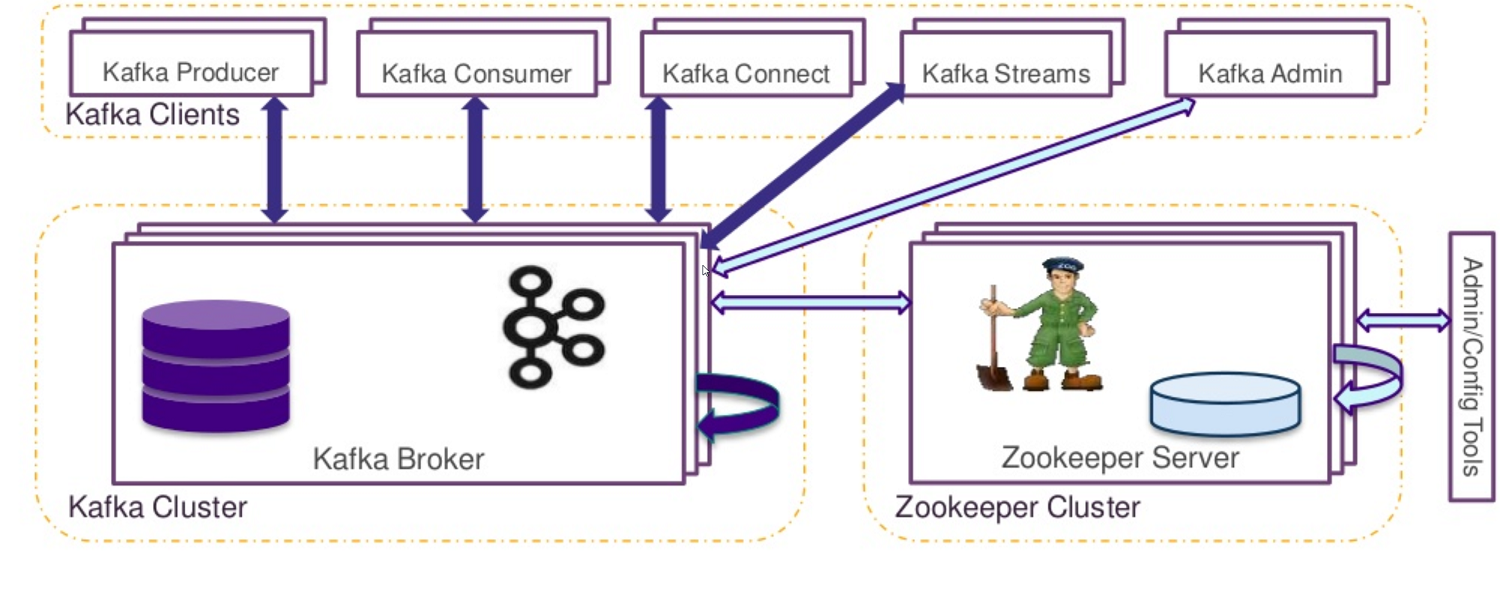 Kafka Producer
Kafka Consumer
Kafka Connect
Kafka Streams
Kafka Admin
Kafka Clients
ZOO
Kafka Broker
Zookeeper Server
Kafka Cluster
Zookeeper Cluster
Admin/Config Tools